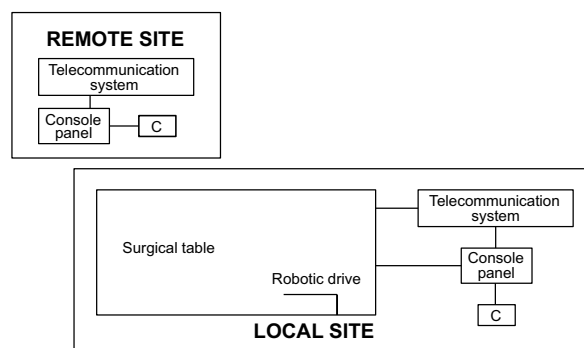 REMOTE SITE
Telecommunication
system
Console
panel
C
Surgical table
Robotic drive
LOCAL SITE
Telecommunication
system
Console
panel
C